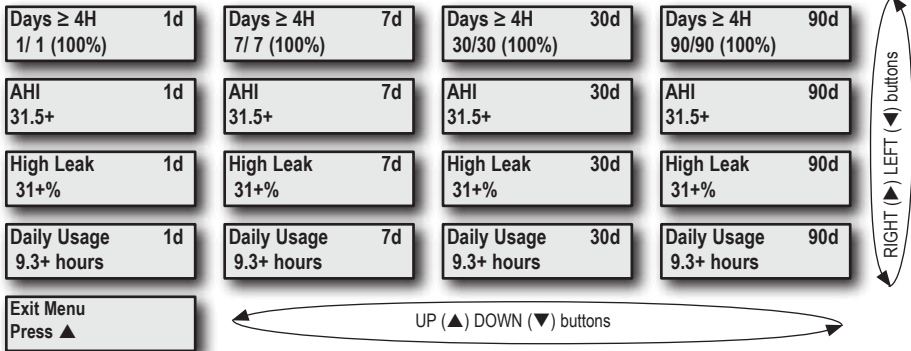 Days ≥ 4H 1d
1/ 1 (100%)
Days ≥ 4H 7d
7/ 7 (100%)
Days ≥ 4H 30d
30/30 (100%)
Days ≥ 4H 90d
90/90 (100%)
AHI 1d
31.5+
AHI 7d
31.5+
AHI 30d
31.5+
AHI 90d
31.5+
High Leak 1d
31+%
High Leak 7d
31+%
High Leak 30d
31+%
High Leak 90d
31+%
Daily Usage 1d
9.3+ hours
Daily Usage 7d
9.3+ hours
Daily Usage 30d
9.3+ hours
Daily Usage 90d
9.3+ hours
Exit Menu
Press ▲
UP (▲) DOWN (▼) buttons
RIGHT (▶) LEFT (◀) buttons